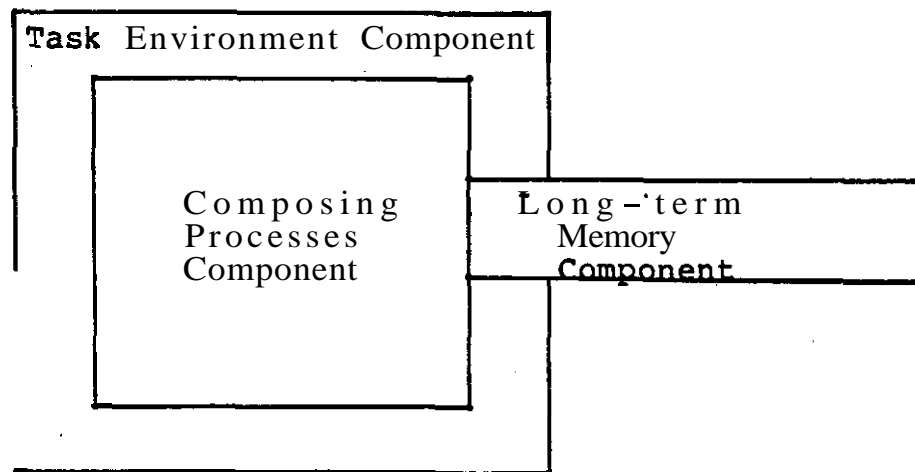 Task Environment Component
Composing
Processes
Component
Long-term
Memory
Component